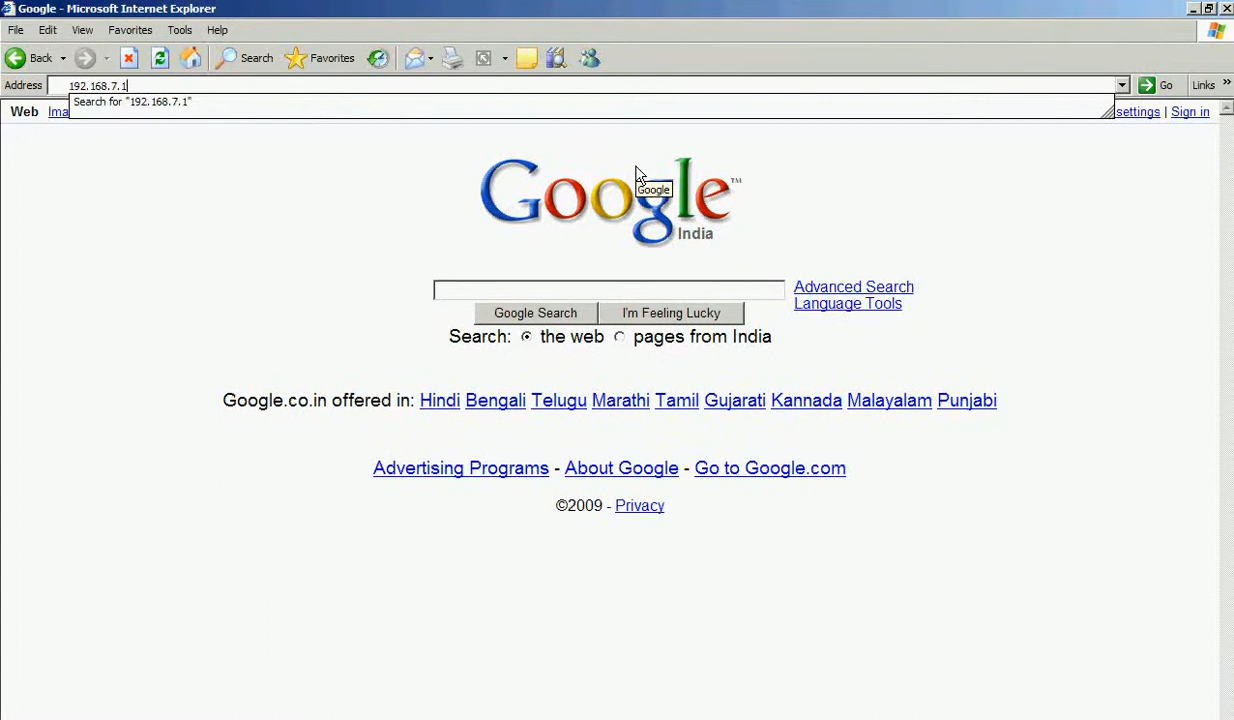 Google - Microsoft Internet Explorer
File Edit View Favorites Tools Help
Back Search Favorites
Address 192.168.7.1 Go Links »
Search for "192.168.7.1"
Web Ima settings | Sign in
Google™
Google
India
Advanced Search
Language Tools
Google Search I'm Feeling Lucky
Search: the web pages from India
Google.co.in offered in: Hindi Bengali Telugu Marathi Tamil Gujarati Kannada Malayalam Punjabi
Advertising Programs - About Google - Go to Google.com
©2009 - Privacy